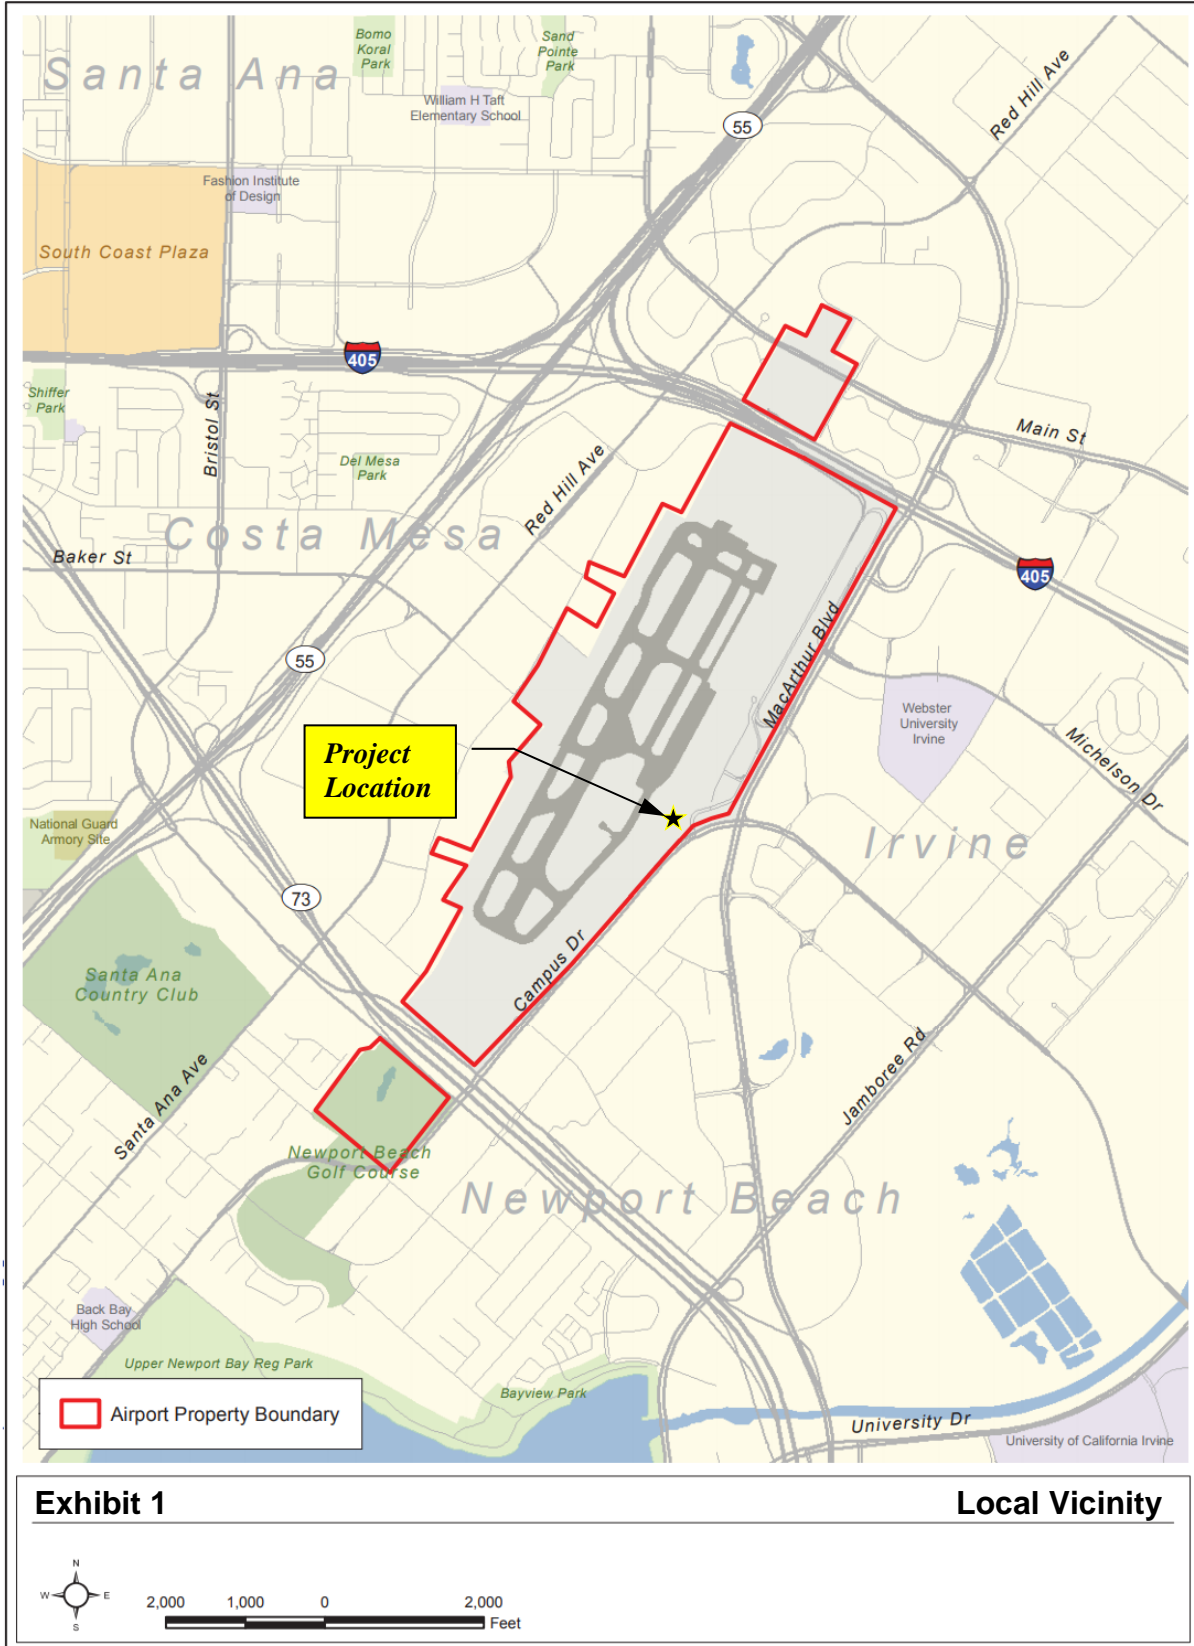 Bomo
Koral
Park
Sand
Pointe
Park
Santa Ana
William H Taft
Elementary School
55
Red Hill Ave
Fashion Institute
of Design
South Coast Plaza
405
Shiffer
Park
Bristol St
Main St
Del Mesa
Park
Red Hill Ave
Costa Mesa
Baker St
405
55
MacArthur Blvd
Webster
University
Irvine
Michelson Dr
Project
Location
National Guard
Armory Site
Irvine
73
Campus Dr
Santa Ana
Country Club
Santa Ana Ave
Jamboree Rd
Newport Beach
Golf Course
Newport Beach
Back Bay
High School
Upper Newport Bay Reg Park
Bayview Park
Airport Property Boundary
University Dr
University of California Irvine
Exhibit 1
Local Vicinity
N
W
E
S
2,000 1,000 0 2,000
Feet